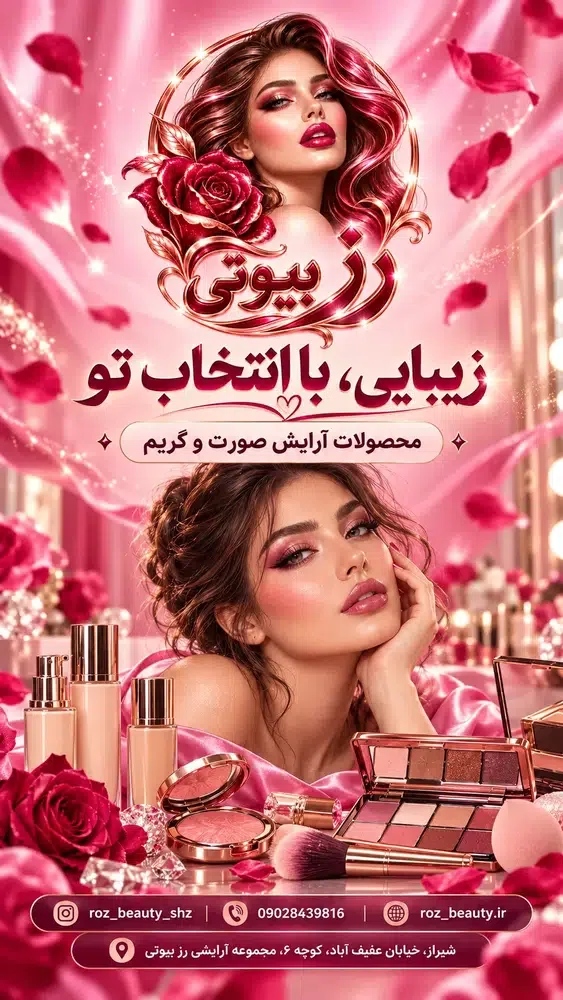 رز بیوتی
زیبایی، با انتخاب تو
محصولات آرایش صورت و گریم
roz_beauty_shz | 09028439816 | roz_beauty.ir
شیراز، خیابان عفیف آباد، کوچه ۶، مجموعه آرایشی رز بیوتی